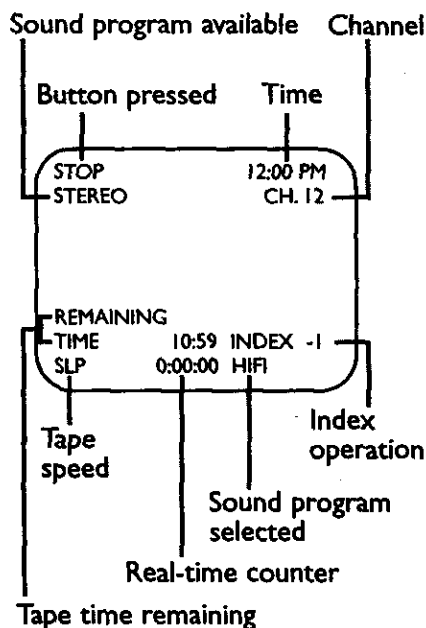 Sound program available Channel
Button pressed Time
STOP 12:00 PM
STEREO CH. 12
REMAINING
TIME 10:59 INDEX -1
SLP 0:00:00 HIFI
Tape speed
Index operation
Sound program selected
Real-time counter
Tape time remaining